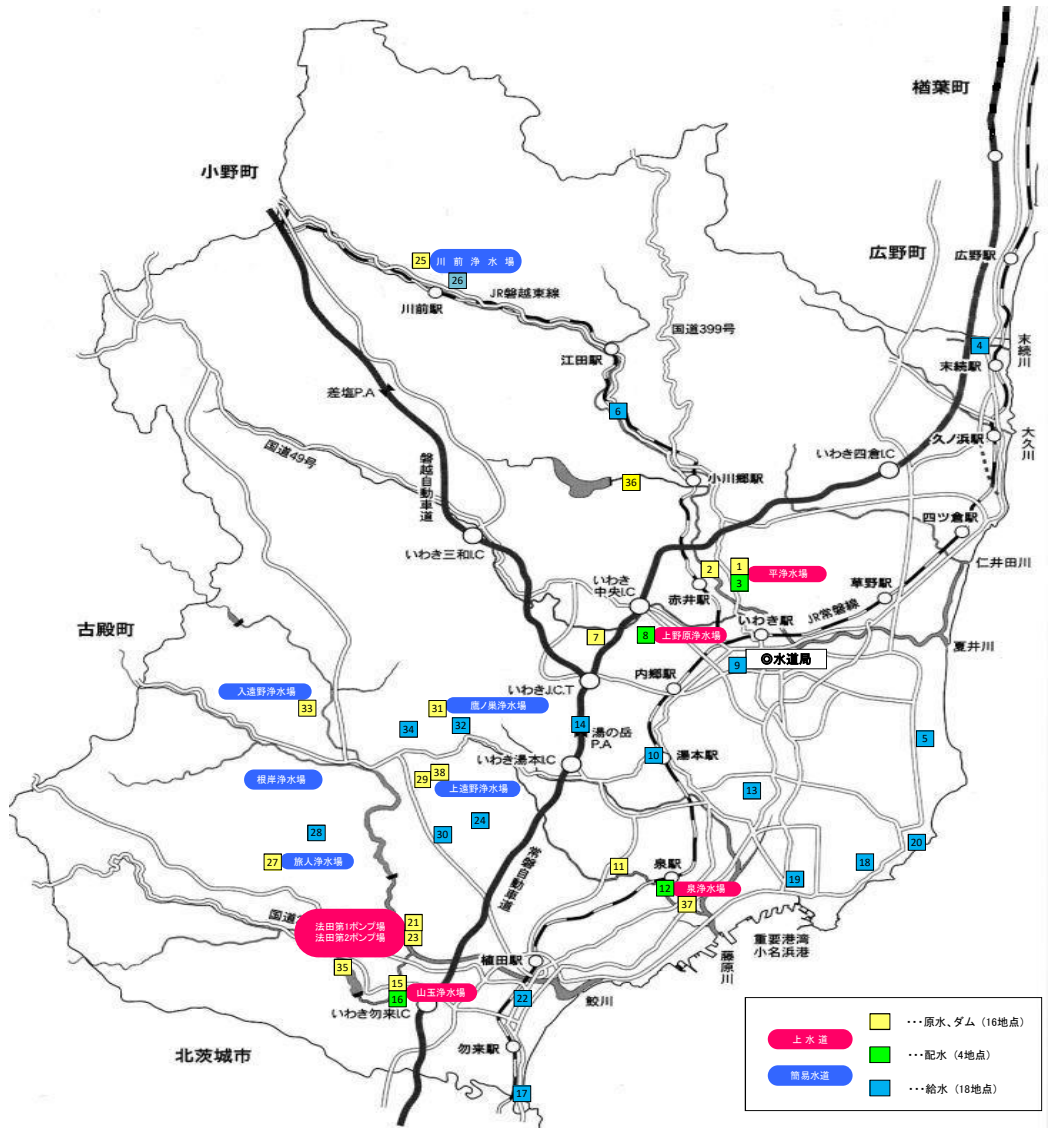 楢葉町
小野町
広野町
25
川前浄水場
広野駅
26
JR磐越東線
川前駅
国道399号
末続川
4
江田駅
末続駅
差塩P.A
6
大久川
久ノ浜駅
国道49号
いわき四倉I.C
磐越自動車道
小川郷駅
36
四ツ倉駅
いわき三和I.C
仁井田川
2
1
平浄水場
3
いわき中央I.C
赤井駅
草野駅
JR常磐線
古殿町
いわき駅
7
8
上野原浄水場
夏井川
◎水道局
9
内郷駅
いわきJ.C.T
入遠野浄水場
33
31
鷹ノ巣浄水場
34
32
14
湯の岳P.A
5
10
湯本駅
いわき湯本I.C
根岸浄水場
29
38
上遠野浄水場
13
24
28
30
20
27
旅人浄水場
常磐自動車道
11
泉駅
18
12
泉浄水場
19
37
国道
法田第1ポンプ場
法田第2ポンプ場
21
23
重要港湾
小名浜港
藤原川
植田駅
35
15
山玉浄水場
16
22
鮫川
いわき勿来I.C
北茨城市
勿来駅
17
上水道
簡易水道
・・・原水、ダム（16地点）
・・・配水（4地点）
・・・給水（18地点）